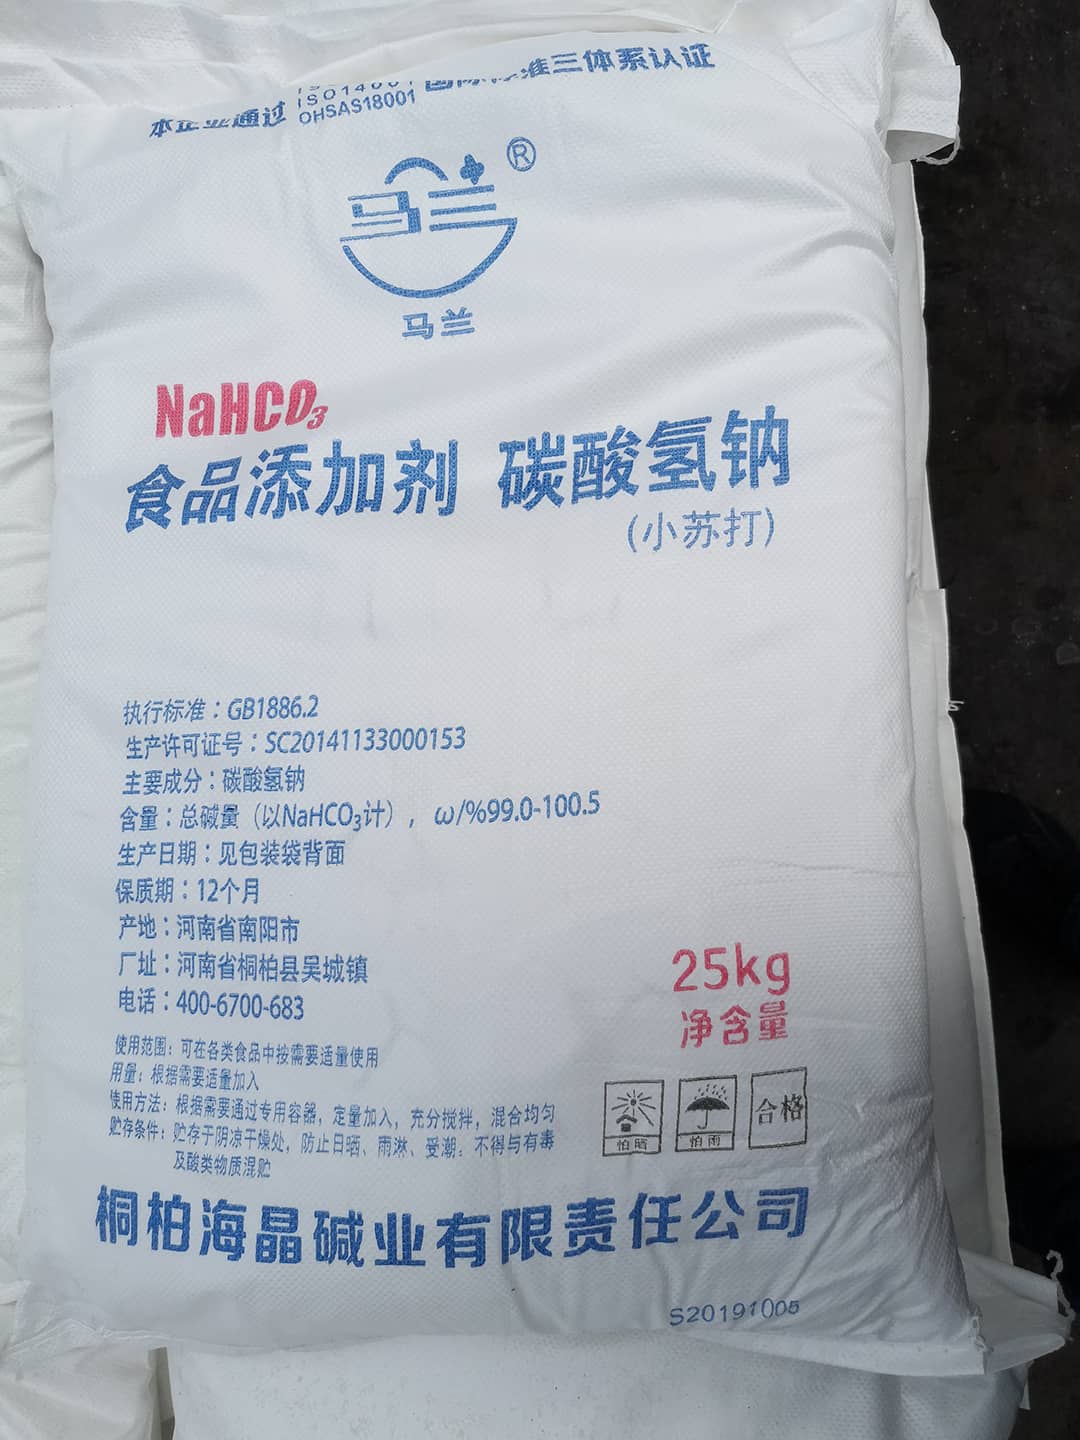 本企业通过 ISO14001 国际标准三体系认证
OHSAS18001
马兰®
马兰
NaHCO₃
食品添加剂 碳酸氢钠
(小苏打)
执行标准：GB1886.2
生产许可证号：SC20141133000153
主要成分：碳酸氢钠
含量：总碱量（以NaHCO₃计），ω/%99.0-100.5
生产日期：见包装袋背面
保质期：12个月
产地：河南省南阳市
厂址：河南省桐柏县吴城镇
电话：400-6700-683
25kg
净含量
使用范围：可在各类食品中按需要适量使用
用量：根据需要适量加入
使用方法：根据需要通过专用容器，定量加入，充分搅拌，混合均匀
贮存条件：贮存于阴凉干燥处，防止日晒、雨淋、受潮。不得与有毒
及酸类物质混贮
怕晒 怕雨 合格
桐柏海晶碱业有限责任公司
S20191005